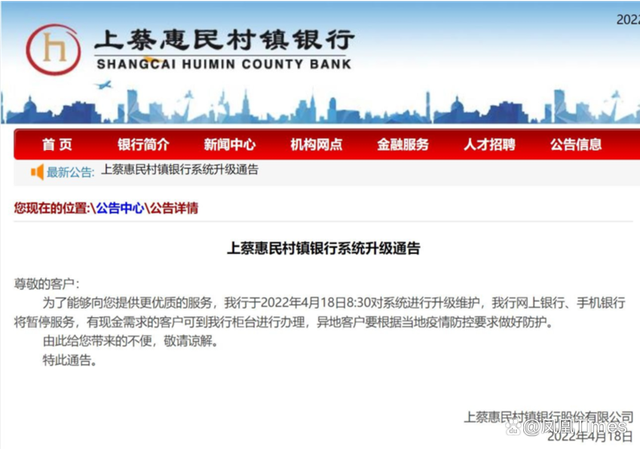 2022
上蔡惠民村镇银行
SHANGCAI HUIMIN COUNTY BANK
首 页 银行简介 新闻中心 机构网点 金融服务 人才招聘 公告信息
最新公告: 上蔡惠民村镇银行系统升级通告
您现在的位置:\公告中心\公告详情
上蔡惠民村镇银行系统升级通告
尊敬的客户：
为了能够向您提供更优质的服务，我行于2022年4月18日8:30对系统进行升级维护，我行网上银行、手机银行
将暂停服务，有现金需求的客户可到我行柜台进行办理，异地客户要根据当地疫情防控要求做好防护。
由此给您带来的不便，敬请谅解。
特此通告。
上蔡惠民村镇银行股份有限公司
@凤凰Times
2022年4月18日